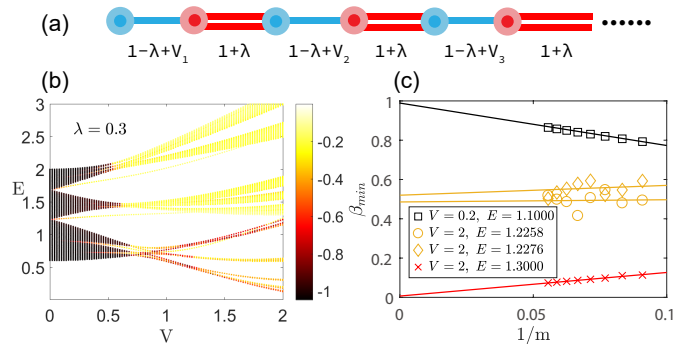 (a)
1−λ+V₁ 1+λ 1−λ+V₂ 1+λ 1−λ+V₃ 1+λ
(b)
λ = 0.3
3
2.5
2
1.5
1
0.5
E
0 0.5 1 1.5 2
V
-0.2
-0.4
-0.6
-0.8
-1
(c)
1
0.8
0.6
0.4
0.2
0
βmin
V = 0.2, E = 1.1000
V = 2, E = 1.2258
V = 2, E = 1.2276
V = 2, E = 1.3000
0 0.05 0.1
1/m